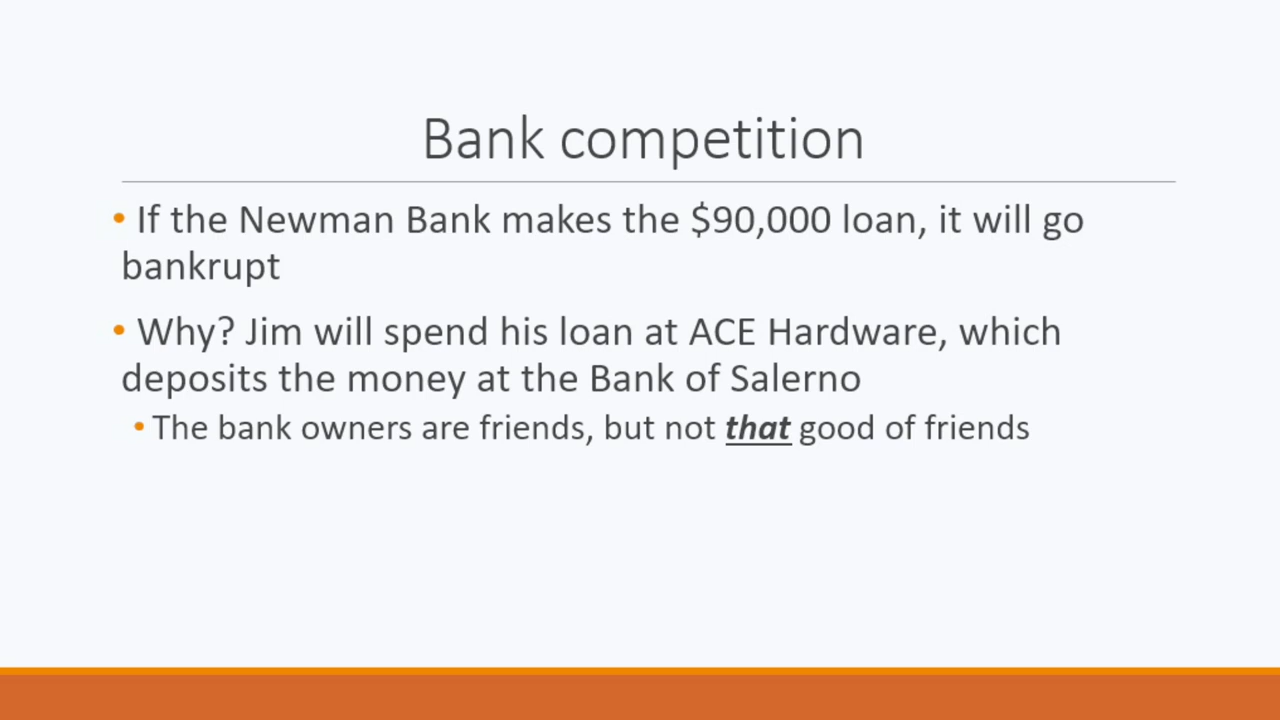 Bank competition
• If the Newman Bank makes the $90,000 loan, it will go
bankrupt
• Why? Jim will spend his loan at ACE Hardware, which
deposits the money at the Bank of Salerno
• The bank owners are friends, but not that good of friends